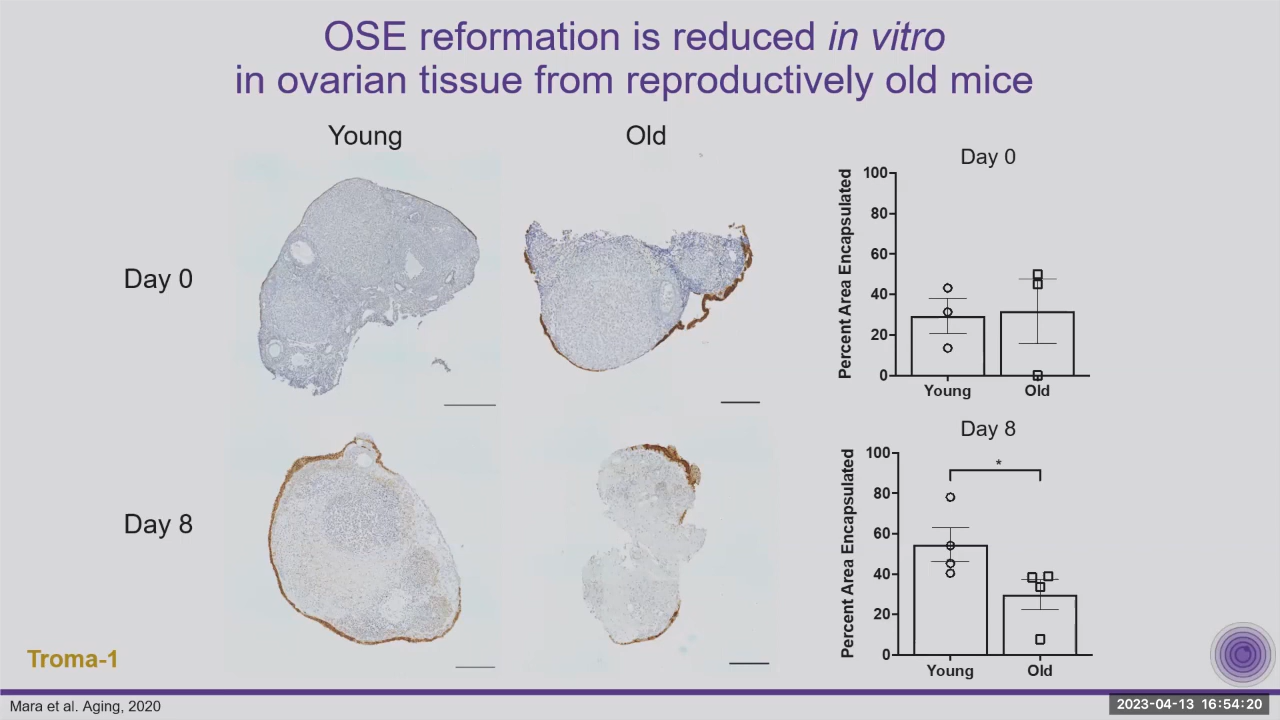 OSE reformation is reduced in vitro
in ovarian tissue from reproductively old mice
Young
Old
Day 0
Day 8
Day 0
Percent Area Encapsulated
100
80
60
40
20
0
Young
Old
Day 8
Percent Area Encapsulated
100
80
60
40
20
0
*
Young
Old
Troma-1
Mara et al. Aging, 2020
2023-04-13 16:54:20